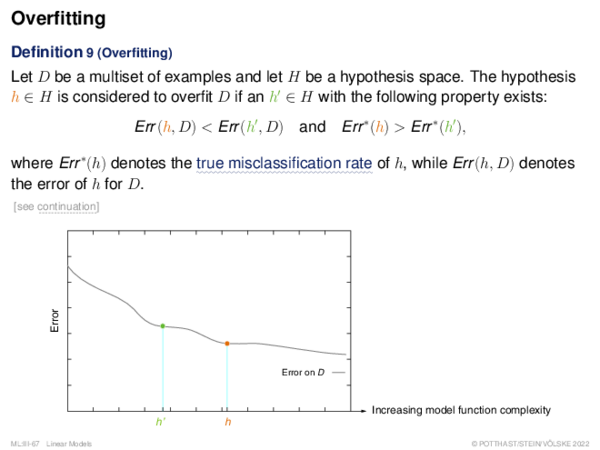 Overfitting
Definition 9 (Overfitting)
Let D be a multiset of examples and let H be a hypothesis space. The hypothesis
h ∈ H is considered to overfit D if an h′ ∈ H with the following property exists:
Err(h, D) < Err(h′, D) and Err*(h) > Err*(h′),
where Err*(h) denotes the true misclassification rate of h, while Err(h, D) denotes
the error of h for D.
[see continuation]
Error
Error on D
Increasing model function complexity
h′ h
ML:III-67 Linear Models © POTTHAST/STEIN/VÖLSKE 2022